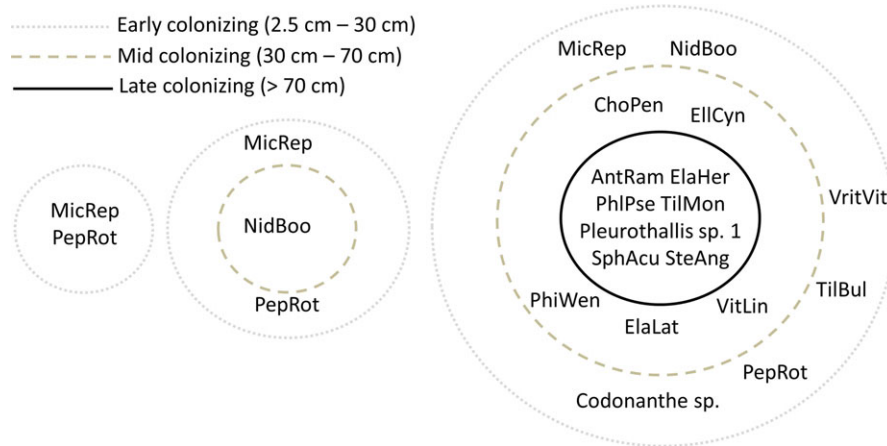 Early colonizing (2.5 cm – 30 cm)
Mid colonizing (30 cm – 70 cm)
Late colonizing (> 70 cm)
MicRep
PepRot
MicRep
NidBoo
PepRot
MicRep NidBoo
ChoPen EllCyn
AntRam ElaHer
PhlPse TilMon
Pleurothallis sp. 1
SphAcu SteAng
VritVit
TilBul
PhiWen VitLin
ElaLat
PepRot
Codonanthe sp.